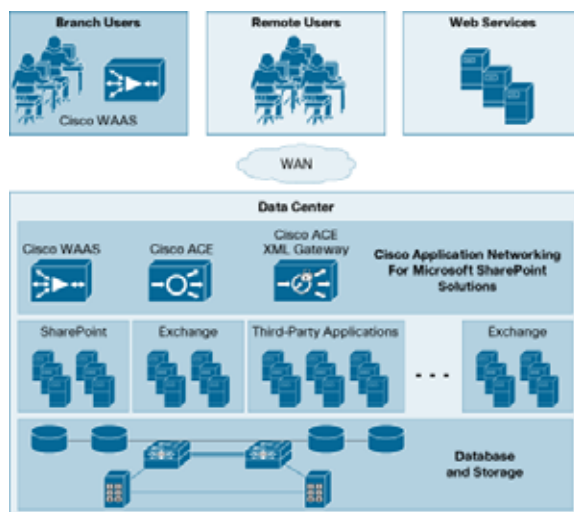 Branch Users
Remote Users
Web Services
Cisco WAAS
WAN
Data Center
Cisco WAAS
Cisco ACE
Cisco ACE
XML Gateway
Cisco Application Networking
For Microsoft SharePoint
Solutions
SharePoint
Exchange
Third-Party Applications
Exchange
Database
and Storage